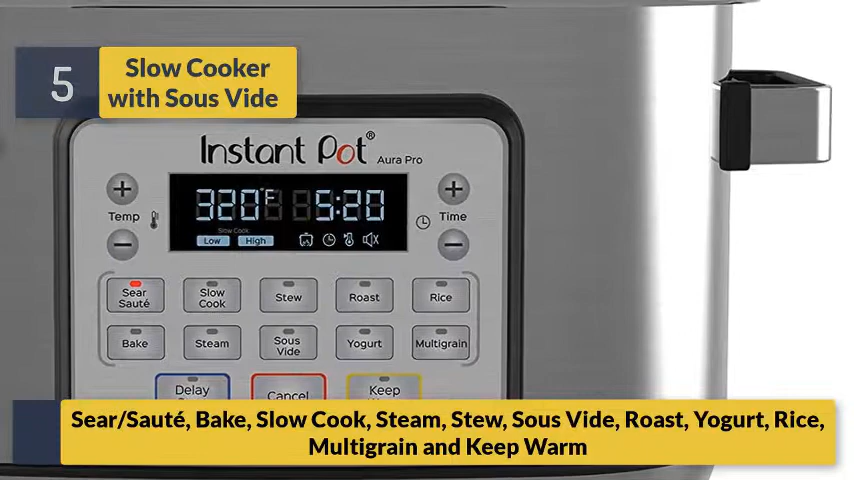 5
Slow Cooker
with Sous Vide
Instant Pot®
Aura Pro
Temp
320°F 5:20
Time
Slow Cook
Low High
Sear
Sauté
Slow
Cook
Stew
Roast
Rice
Bake
Steam
Sous
Vide
Yogurt
Multigrain
Delay
Cancel
Keep
Sear/Sauté, Bake, Slow Cook, Steam, Stew, Sous Vide, Roast, Yogurt, Rice,
Multigrain and Keep Warm